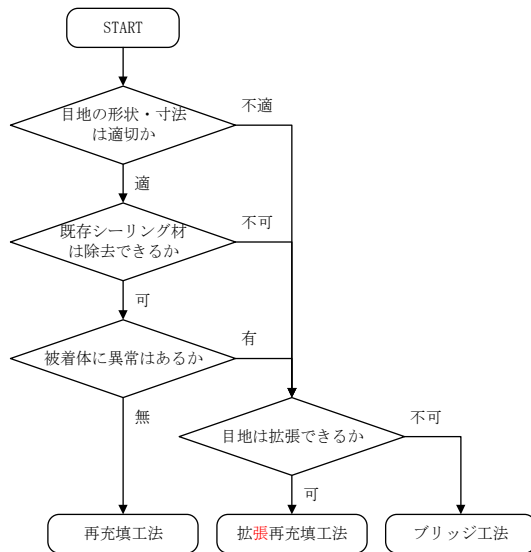 START
目地の形状・寸法
は適切か
不適
適
既存シーリング材
は除去できるか
不可
可
被着体に異常はあるか
有
無
目地は拡張できるか
不可
可
再充填工法
拡張再充填工法
ブリッジ工法